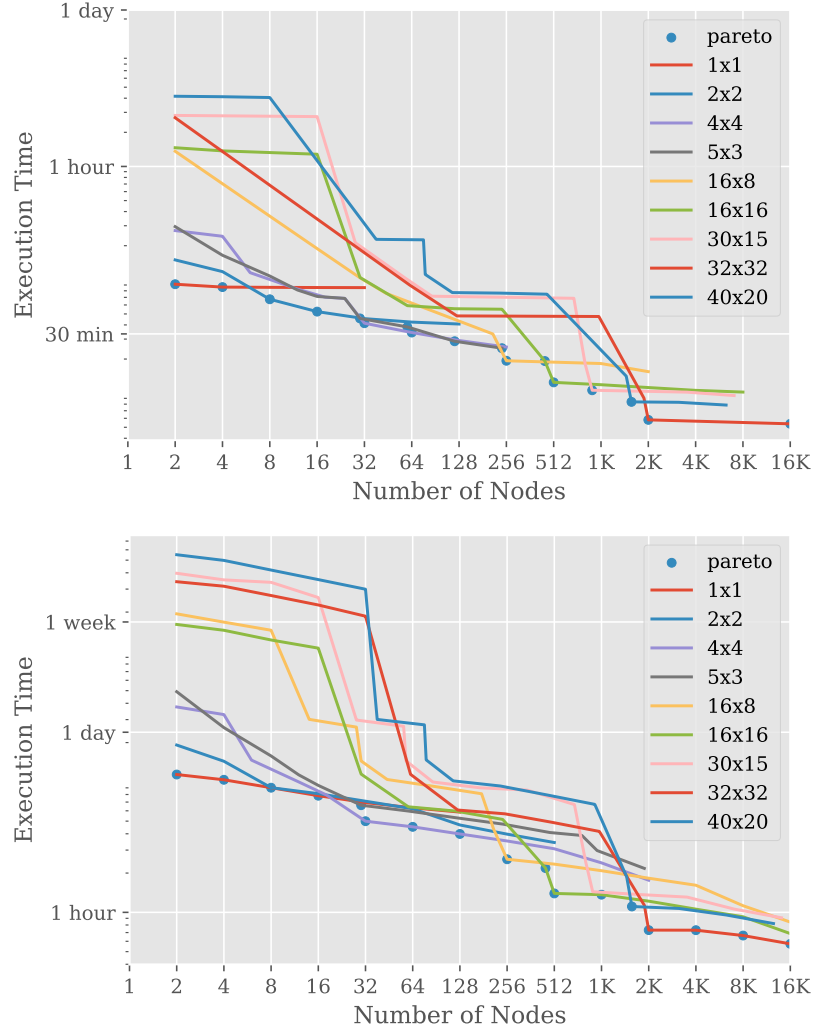 1 day
1 hour
30 min
Execution Time
pareto
1x1
2x2
4x4
5x3
16x8
16x16
30x15
32x32
40x20
1 2 4 8 16 32 64 128 256 512 1K 2K 4K 8K 16K
Number of Nodes
1 week
1 day
1 hour
Execution Time
pareto
1x1
2x2
4x4
5x3
16x8
16x16
30x15
32x32
40x20
1 2 4 8 16 32 64 128 256 512 1K 2K 4K 8K 16K
Number of Nodes